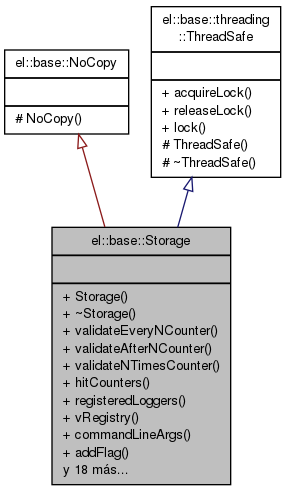 el::base::NoCopy
# NoCopy()
el::base::threading
::ThreadSafe
+ acquireLock()
+ releaseLock()
+ lock()
# ThreadSafe()
# ~ThreadSafe()
el::base::Storage
+ Storage()
+ ~Storage()
+ validateEveryNCounter()
+ validateAfterNCounter()
+ validateNTimesCounter()
+ hitCounters()
+ registeredLoggers()
+ vRegistry()
+ commandLineArgs()
+ addFlag()
y 18 más...